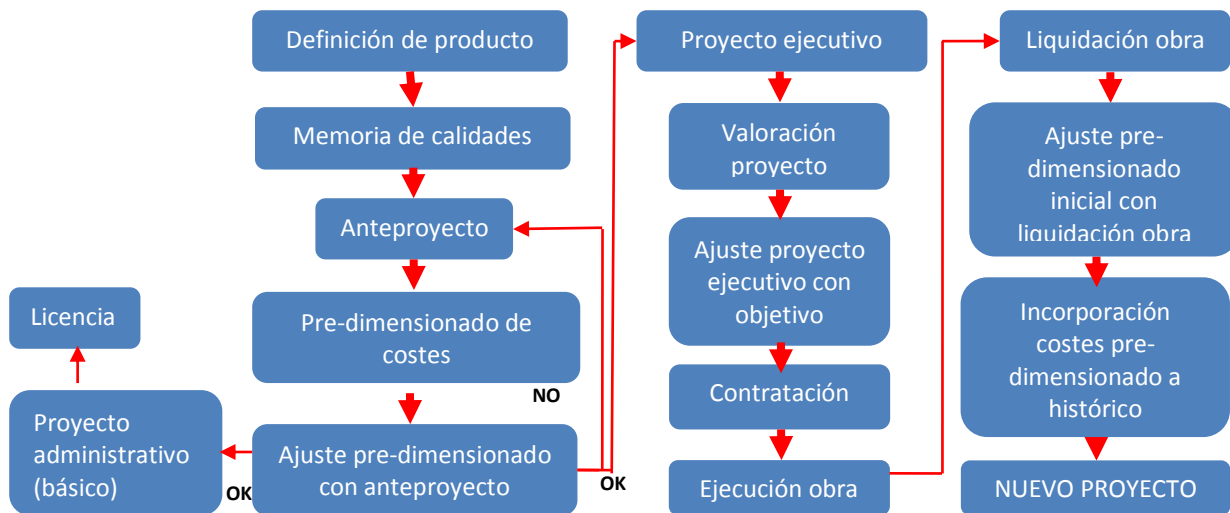 Definición de producto
Memoria de calidades
Anteproyecto
Pre-dimensionado de
costes
NO
Ajuste pre-dimensionado
con anteproyecto
OK
OK
Proyecto
administrativo
(básico)
Licencia
Proyecto ejecutivo
Valoración
proyecto
Ajuste proyecto
ejecutivo con
objetivo
Contratación
Ejecución obra
Liquidación obra
Ajuste pre-
dimensionado
inicial con
liquidación obra
Incorporación
costes pre-
dimensionado a
histórico
NUEVO PROYECTO